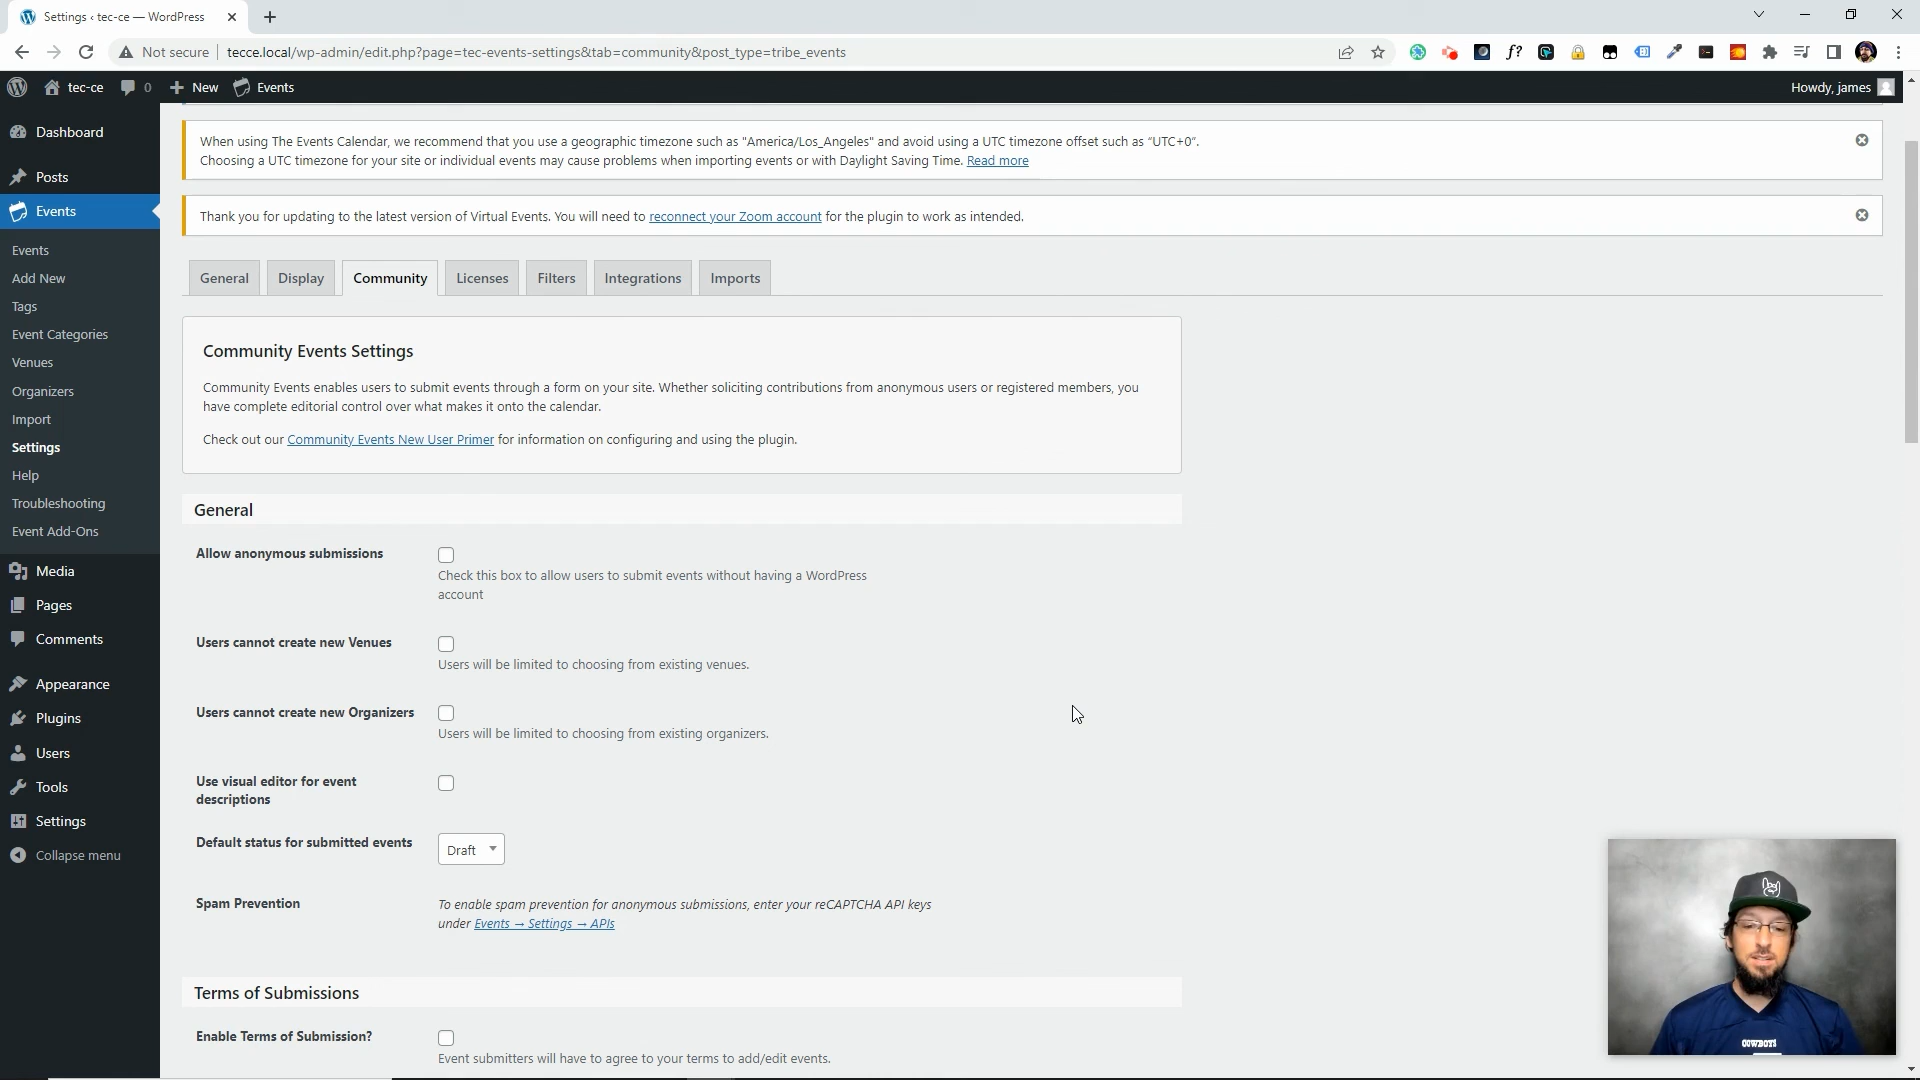 Settings ‹ tec-ce — WordPress
Not secure
tecce.local/wp-admin/edit.php?page=tec-events-settings&tab=community&post_type=tribe_events
f?
tec-ce
0
New
Events
Howdy, james
Dashboard
Posts
Events
Events
Add New
Tags
Event Categories
Venues
Organizers
Import
Settings
Help
Troubleshooting
Event Add-Ons
Media
Pages
Comments
Appearance
Plugins
Users
Tools
Settings
Collapse menu
When using The Events Calendar, we recommend that you use a geographic timezone such as "America/Los_Angeles" and avoid using a UTC timezone offset such as "UTC+0".
Choosing a UTC timezone for your site or individual events may cause problems when importing events or with Daylight Saving Time. Read more
Thank you for updating to the latest version of Virtual Events. You will need to reconnect your Zoom account for the plugin to work as intended.
General
Display
Community
Licenses
Filters
Integrations
Imports
Community Events Settings
Community Events enables users to submit events through a form on your site. Whether soliciting contributions from anonymous users or registered members, you
have complete editorial control over what makes it onto the calendar.
Check out our Community Events New User Primer for information on configuring and using the plugin.
General
Allow anonymous submissions
Check this box to allow users to submit events without having a WordPress
account
Users cannot create new Venues
Users will be limited to choosing from existing venues.
Users cannot create new Organizers
Users will be limited to choosing from existing organizers.
Use visual editor for event
descriptions
Default status for submitted events
Draft
Spam Prevention
To enable spam prevention for anonymous submissions, enter your reCAPTCHA API keys
under Events → Settings → APIs
Terms of Submissions
Enable Terms of Submission?
Event submitters will have to agree to your terms to add/edit events.
COWBOYS